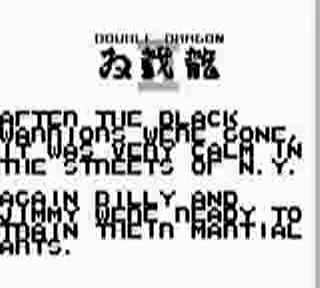 DOUBLE DRAGON
II
双截龍
AFTER THE BLACK
WARRIORS WERE GONE,
IT WAS VERY CALM IN
THE STREETS OF N. Y.
AGAIN BILLY AND
JIMMY WERE READY TO
TRAIN THEIR MARTIAL
ARTS.